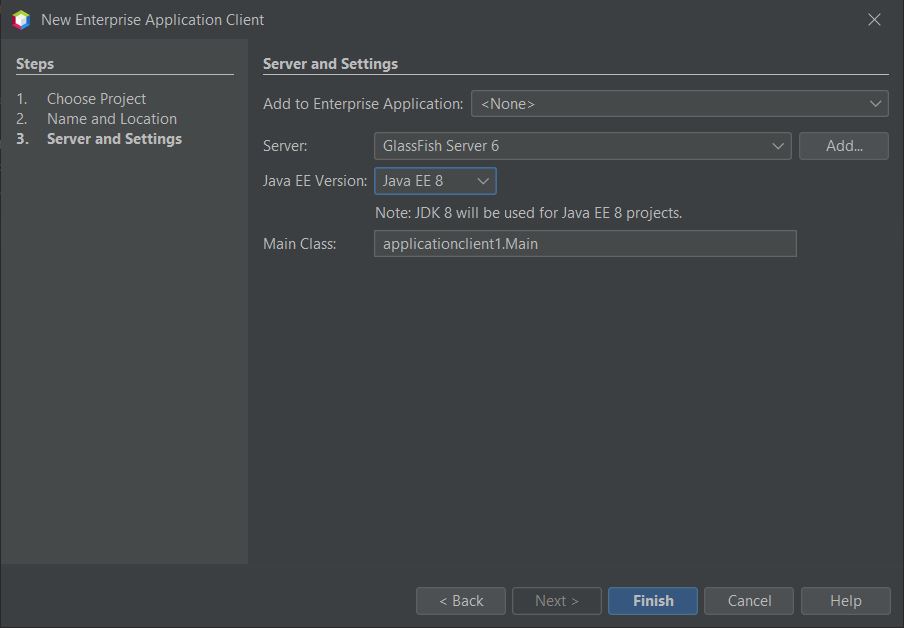 New Enterprise Application Client
Steps
1. Choose Project
2. Name and Location
3. Server and Settings
Server and Settings
Add to Enterprise Application: <None>
Server: GlassFish Server 6 Add...
Java EE Version: Java EE 8
Note: JDK 8 will be used for Java EE 8 projects.
Main Class: applicationclient1.Main
< Back Next > Finish Cancel Help